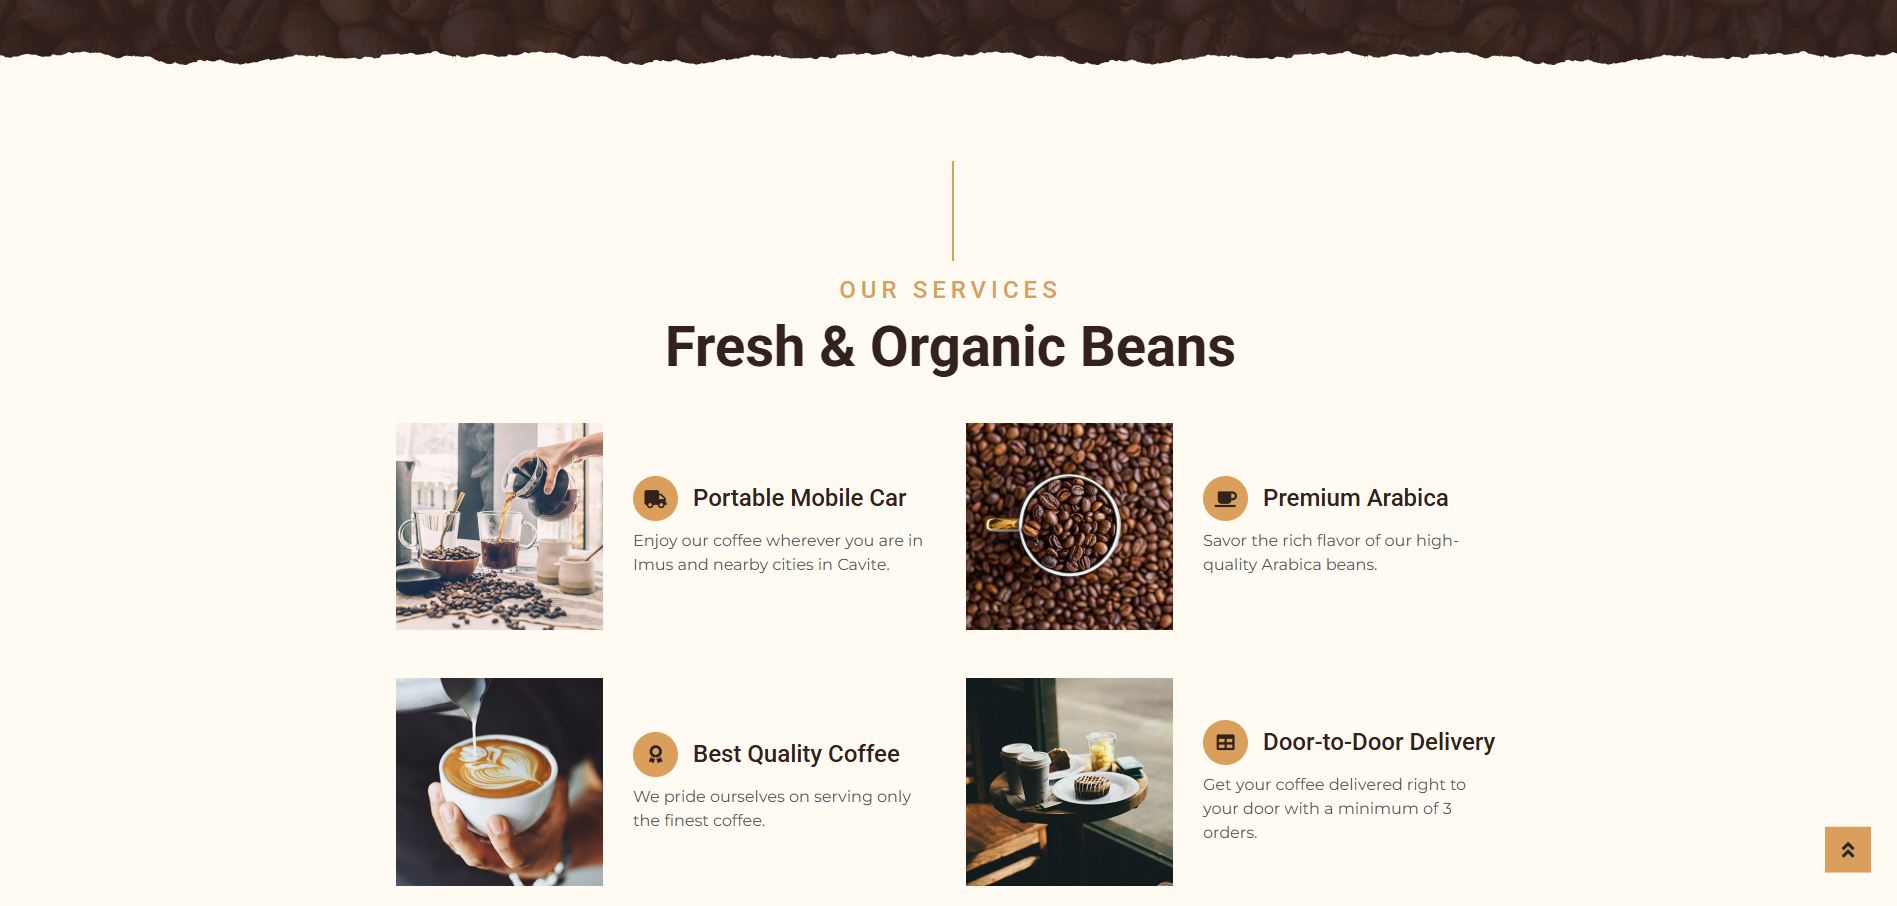 OUR SERVICES
Fresh & Organic Beans
Portable Mobile Car
Enjoy our coffee wherever you are in
Imus and nearby cities in Cavite.
Premium Arabica
Savor the rich flavor of our high-
quality Arabica beans.
Best Quality Coffee
We pride ourselves on serving only
the finest coffee.
Door-to-Door Delivery
Get your coffee delivered right to
your door with a minimum of 3
orders.